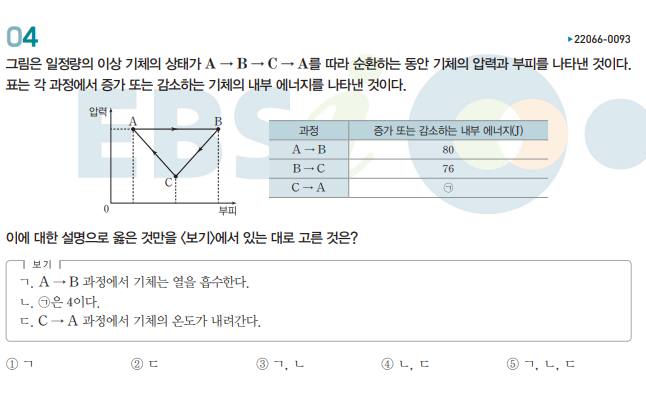 04
▶22066-0093
그림은 일정량의 이상 기체의 상태가 A → B → C → A를 따라 순환하는 동안 기체의 압력과 부피를 나타낸 것이다.
표는 각 과정에서 증가 또는 감소하는 기체의 내부 에너지를 나타낸 것이다.
EBSi
압력
A
B
C
0
부피
과정 증가 또는 감소하는 내부 에너지(J)
A → B 80
B → C 76
C → A ㉠
이에 대한 설명으로 옳은 것만을 〈보기〉에서 있는 대로 고른 것은?
보기
ㄱ. A → B 과정에서 기체는 열을 흡수한다.
ㄴ. ㉠은 4이다.
ㄷ. C → A 과정에서 기체의 온도가 내려간다.
① ㄱ ② ㄷ ③ ㄱ, ㄴ ④ ㄴ, ㄷ ⑤ ㄱ, ㄴ, ㄷ